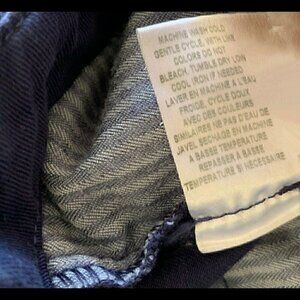 MACHINE WASH COLD,
GENTLE CYCLE, WITH LIKE
COLORS DO NOT
BLEACH, TUMBLE DRY LOW
COOL IRON IF NEEDED.
LAVER EN MACHINE A L'EAU
FROIDE, CYCLE DOUX
AVEC DES COULEURS
SIMILAIRES NE PAS AU
JAVEL SECHAGE EN MACHINE
A BASSE TEMPERATURE,
REPASSER A BASSE
TEMPERATURE SI NECESSAIRE